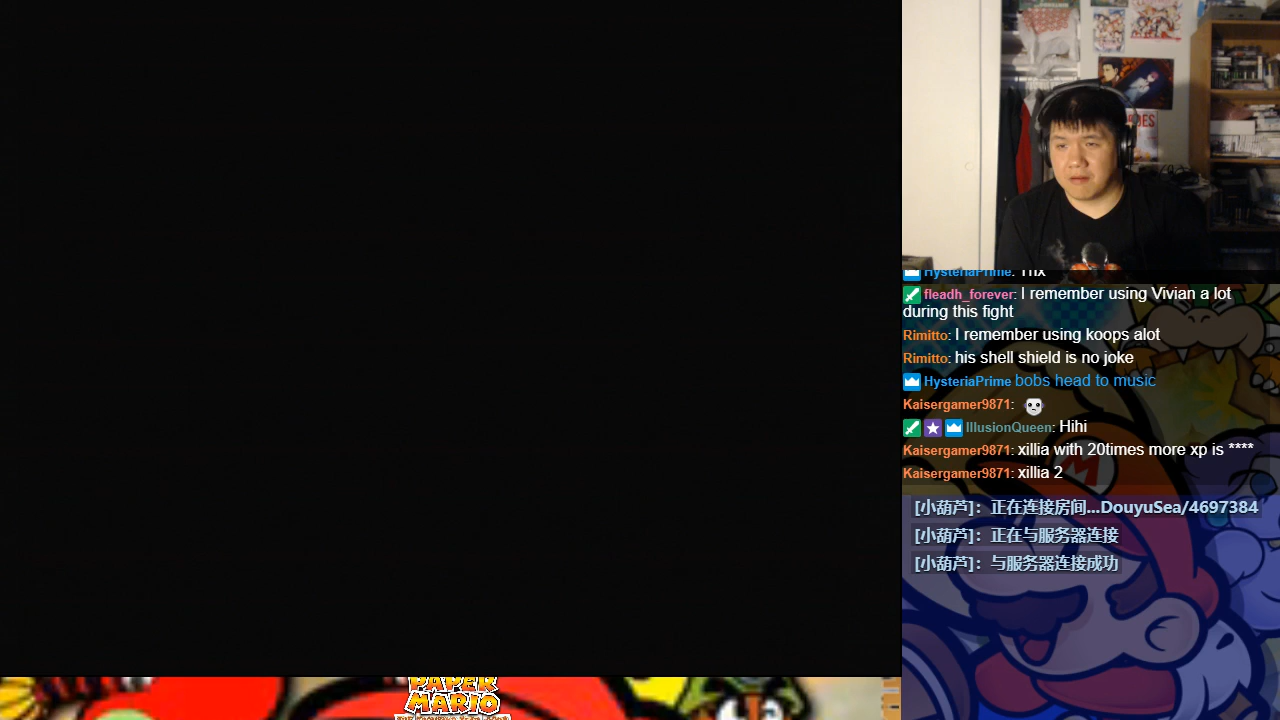 HysteriaPrime: Thx
fleadh_forever: I remember using Vivian a lot
during this fight
Rimitto: I remember using koops alot
Rimitto: his shell shield is no joke
HysteriaPrime bobs head to music
Kaisergamer9871:
IllusionQueen: Hihi
Kaisergamer9871: xillia with 20times more xp is ****
Kaisergamer9871: xillia 2
[小葫芦]: 正在连接房间...DouyuSea/4697384
[小葫芦]: 正在与服务器连接
[小葫芦]: 与服务器连接成功
PAPER
MARIO